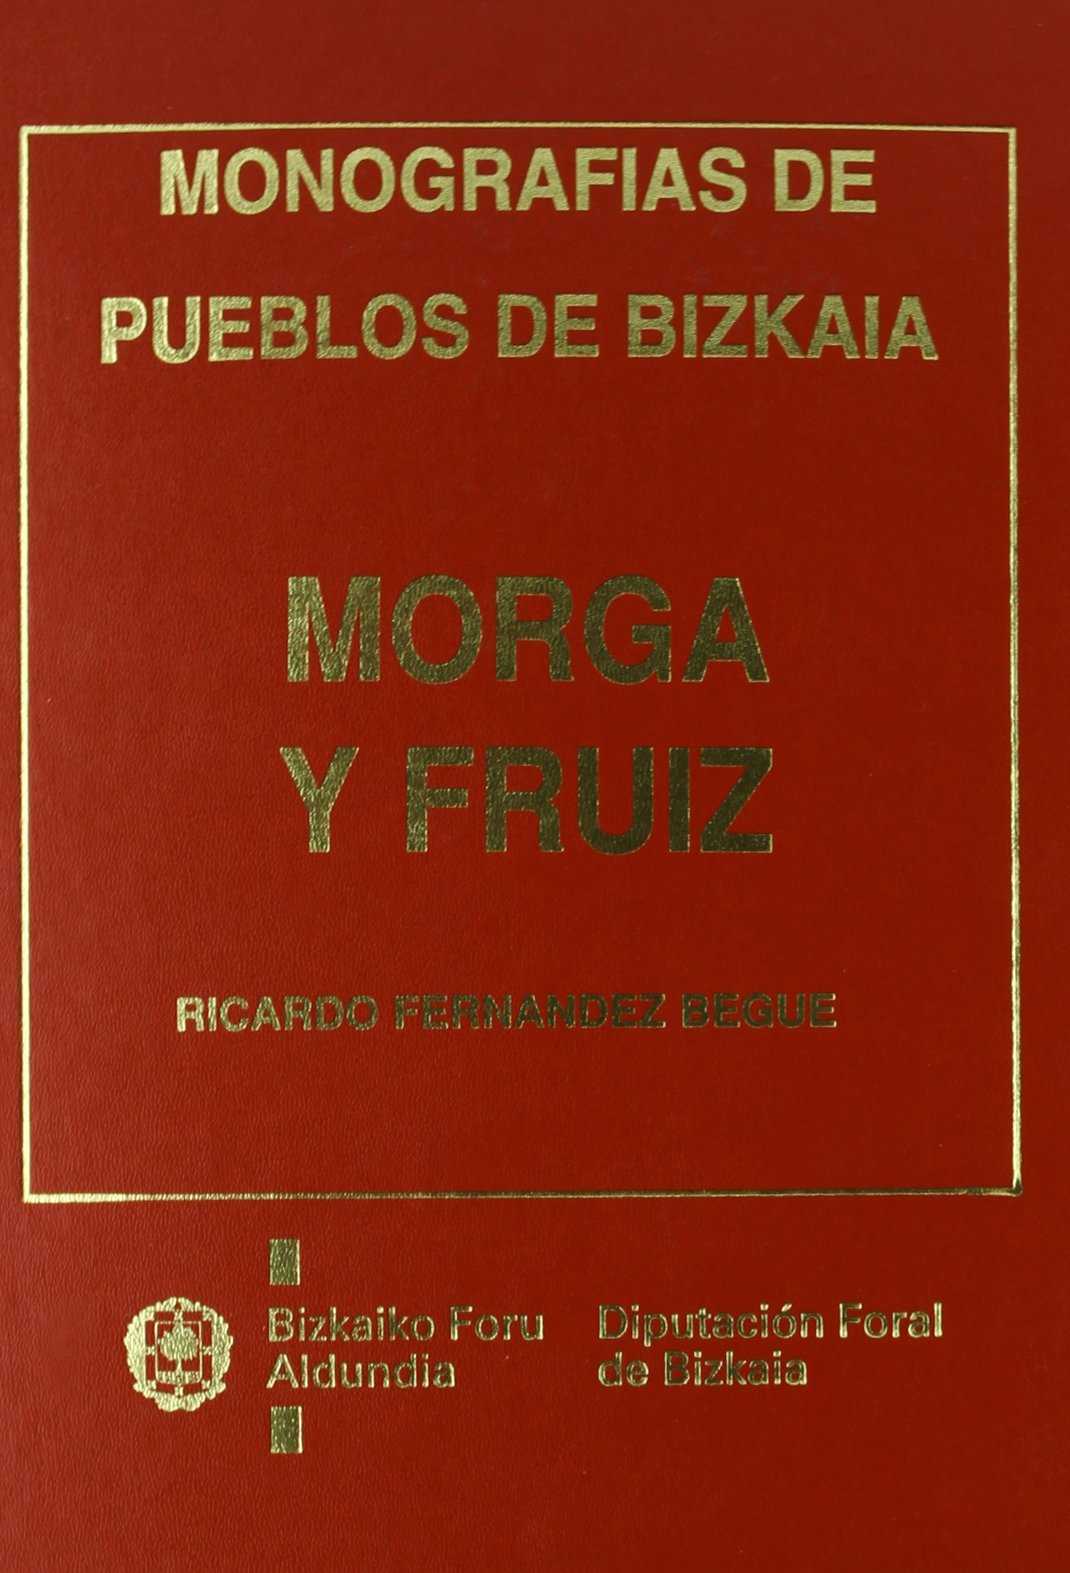 MONOGRAFIAS DE
PUEBLOS DE BIZKAIA
MORGA
Y FRUIZ
RICARDO FERNANDEZ BEGUE
Bizkaiko Foru
Aldundia
Diputación Foral
de Bizkaia